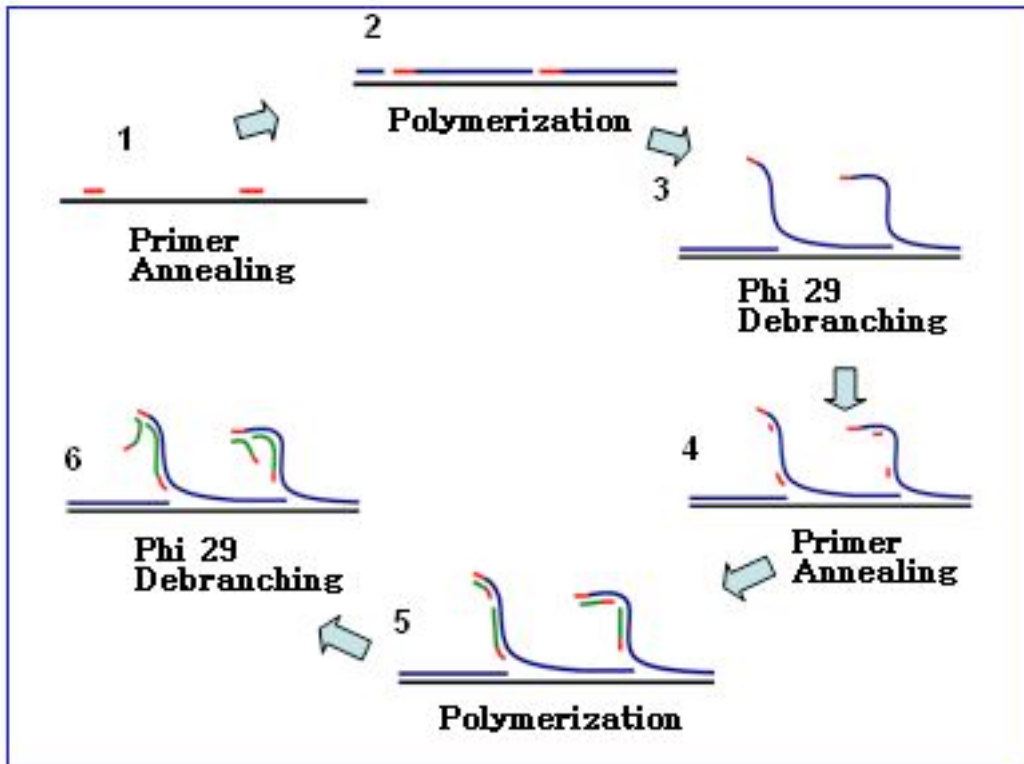 1
Primer
Annealing
2
Polymerization
3
Phi 29
Debranching
4
Primer
Annealing
5
Polymerization
6
Phi 29
Debranching